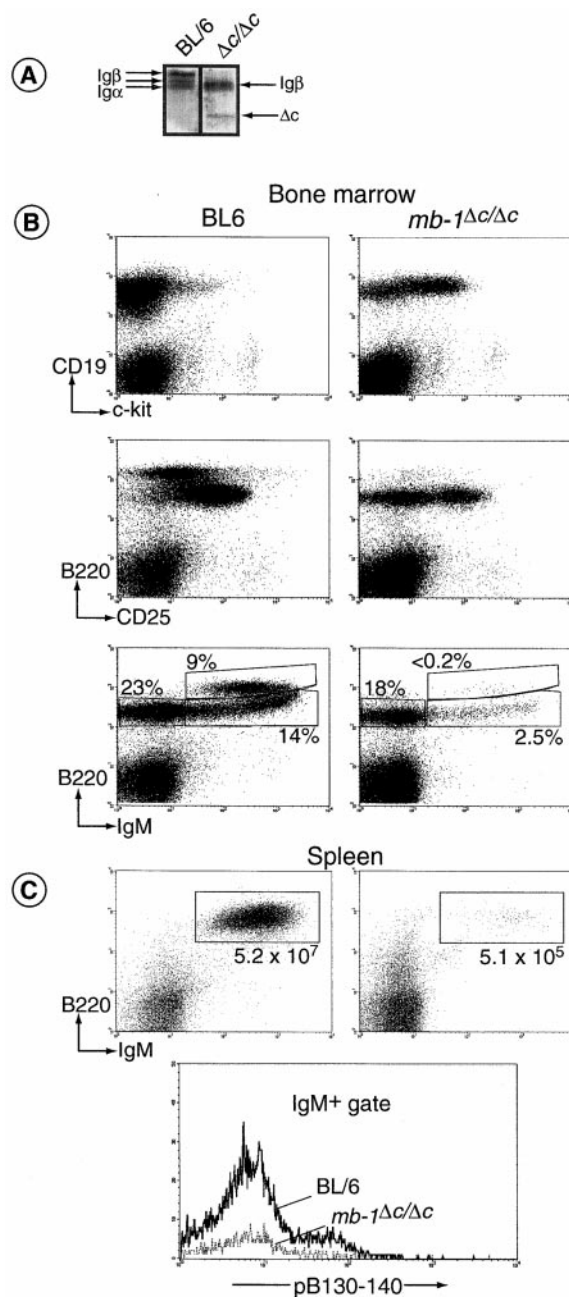 BL/6 Δc/Δc
A
Igβ
Igα
Igβ
Δc
Bone marrow
B
BL6 mb-1Δc/Δc
CD19
c-kit
B220
CD25
9%
23%
14%
<0.2%
18%
2.5%
B220
IgM
Spleen
C
5.2 x 10⁷
5.1 x 10⁵
B220
IgM
IgM+ gate
BL/6
mb-1Δc/Δc
pB130-140